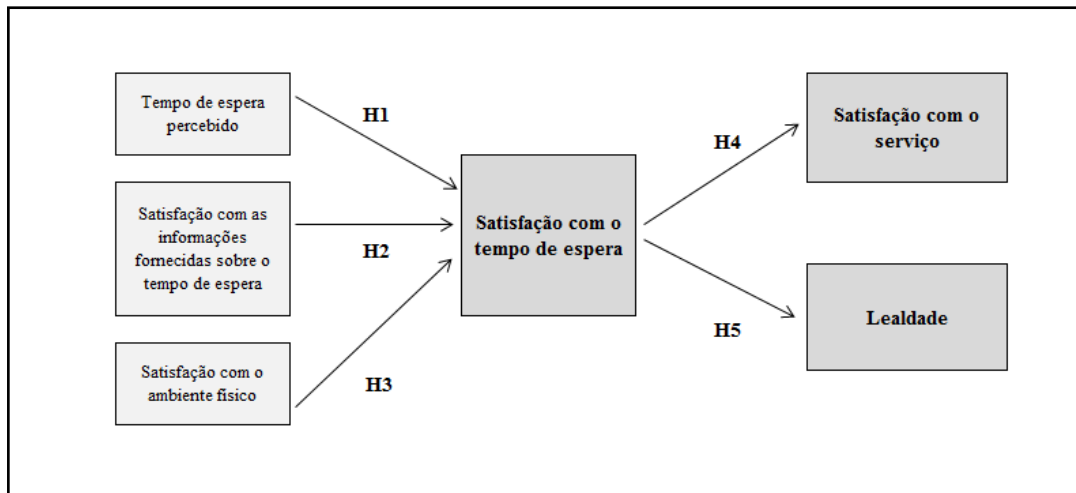 Tempo de espera
percebido
H1
Satisfação com as
informações
fornecidas sobre o
tempo de espera
H2
Satisfação com o
ambiente físico
H3
Satisfação com o
tempo de espera
H4
Satisfação com o
serviço
H5
Lealdade